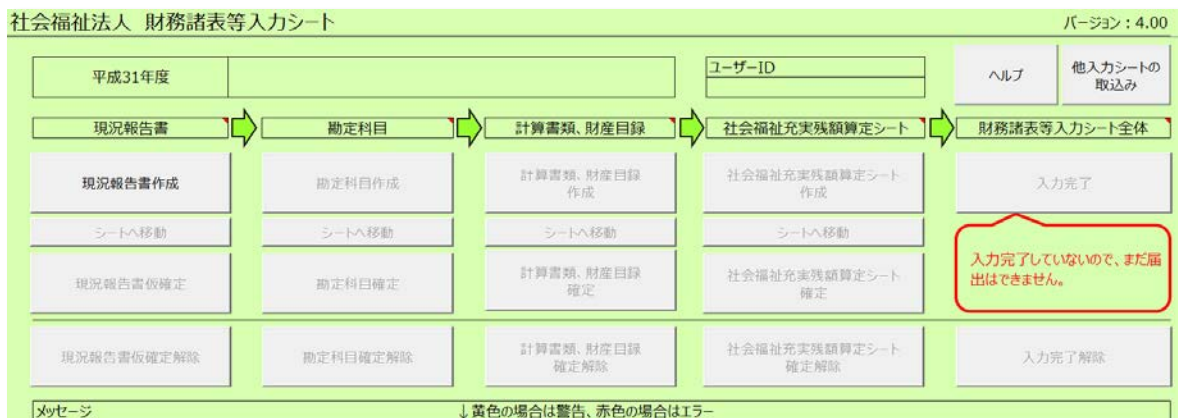 社会福祉法人 財務諸表等入力シート
バージョン：4.00
平成31年度
ユーザーID
ヘルプ
他入力シートの
取込み
現況報告書
勘定科目
計算書類、財産目録
社会福祉充実残額算定シート
財務諸表等入力シート全体
現況報告書作成
勘定科目作成
計算書類、財産目録
作成
社会福祉充実残額算定シート
作成
入力完了
シートへ移動
シートへ移動
シートへ移動
シートへ移動
入力完了していないので、まだ届
出はできません。
現況報告書仮確定
勘定科目確定
計算書類、財産目録
確定
社会福祉充実残額算定シート
確定
現況報告書仮確定解除
勘定科目確定解除
計算書類、財産目録
確定解除
社会福祉充実残額算定シート
確定解除
入力完了解除
メッセージ
↓黄色の場合は警告、赤色の場合はエラー